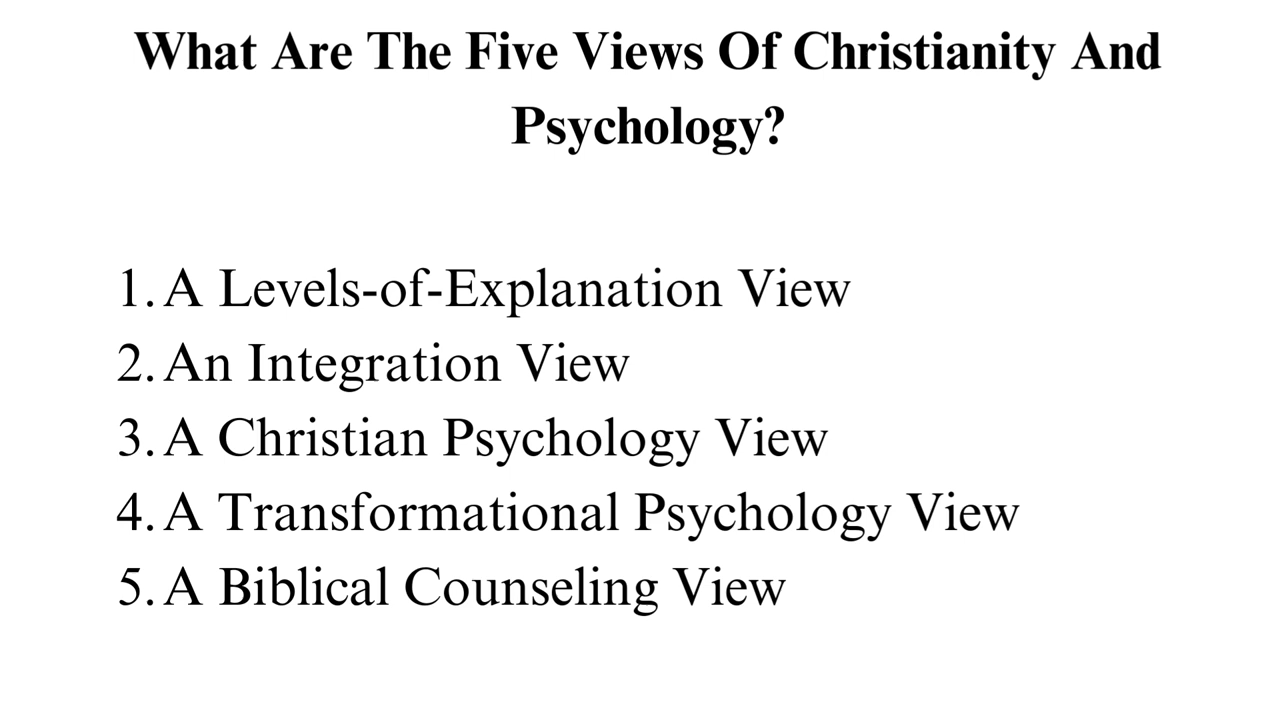 What Are The Five Views Of Christianity And
Psychology?
1. A Levels-of-Explanation View
2. An Integration View
3. A Christian Psychology View
4. A Transformational Psychology View
5. A Biblical Counseling View